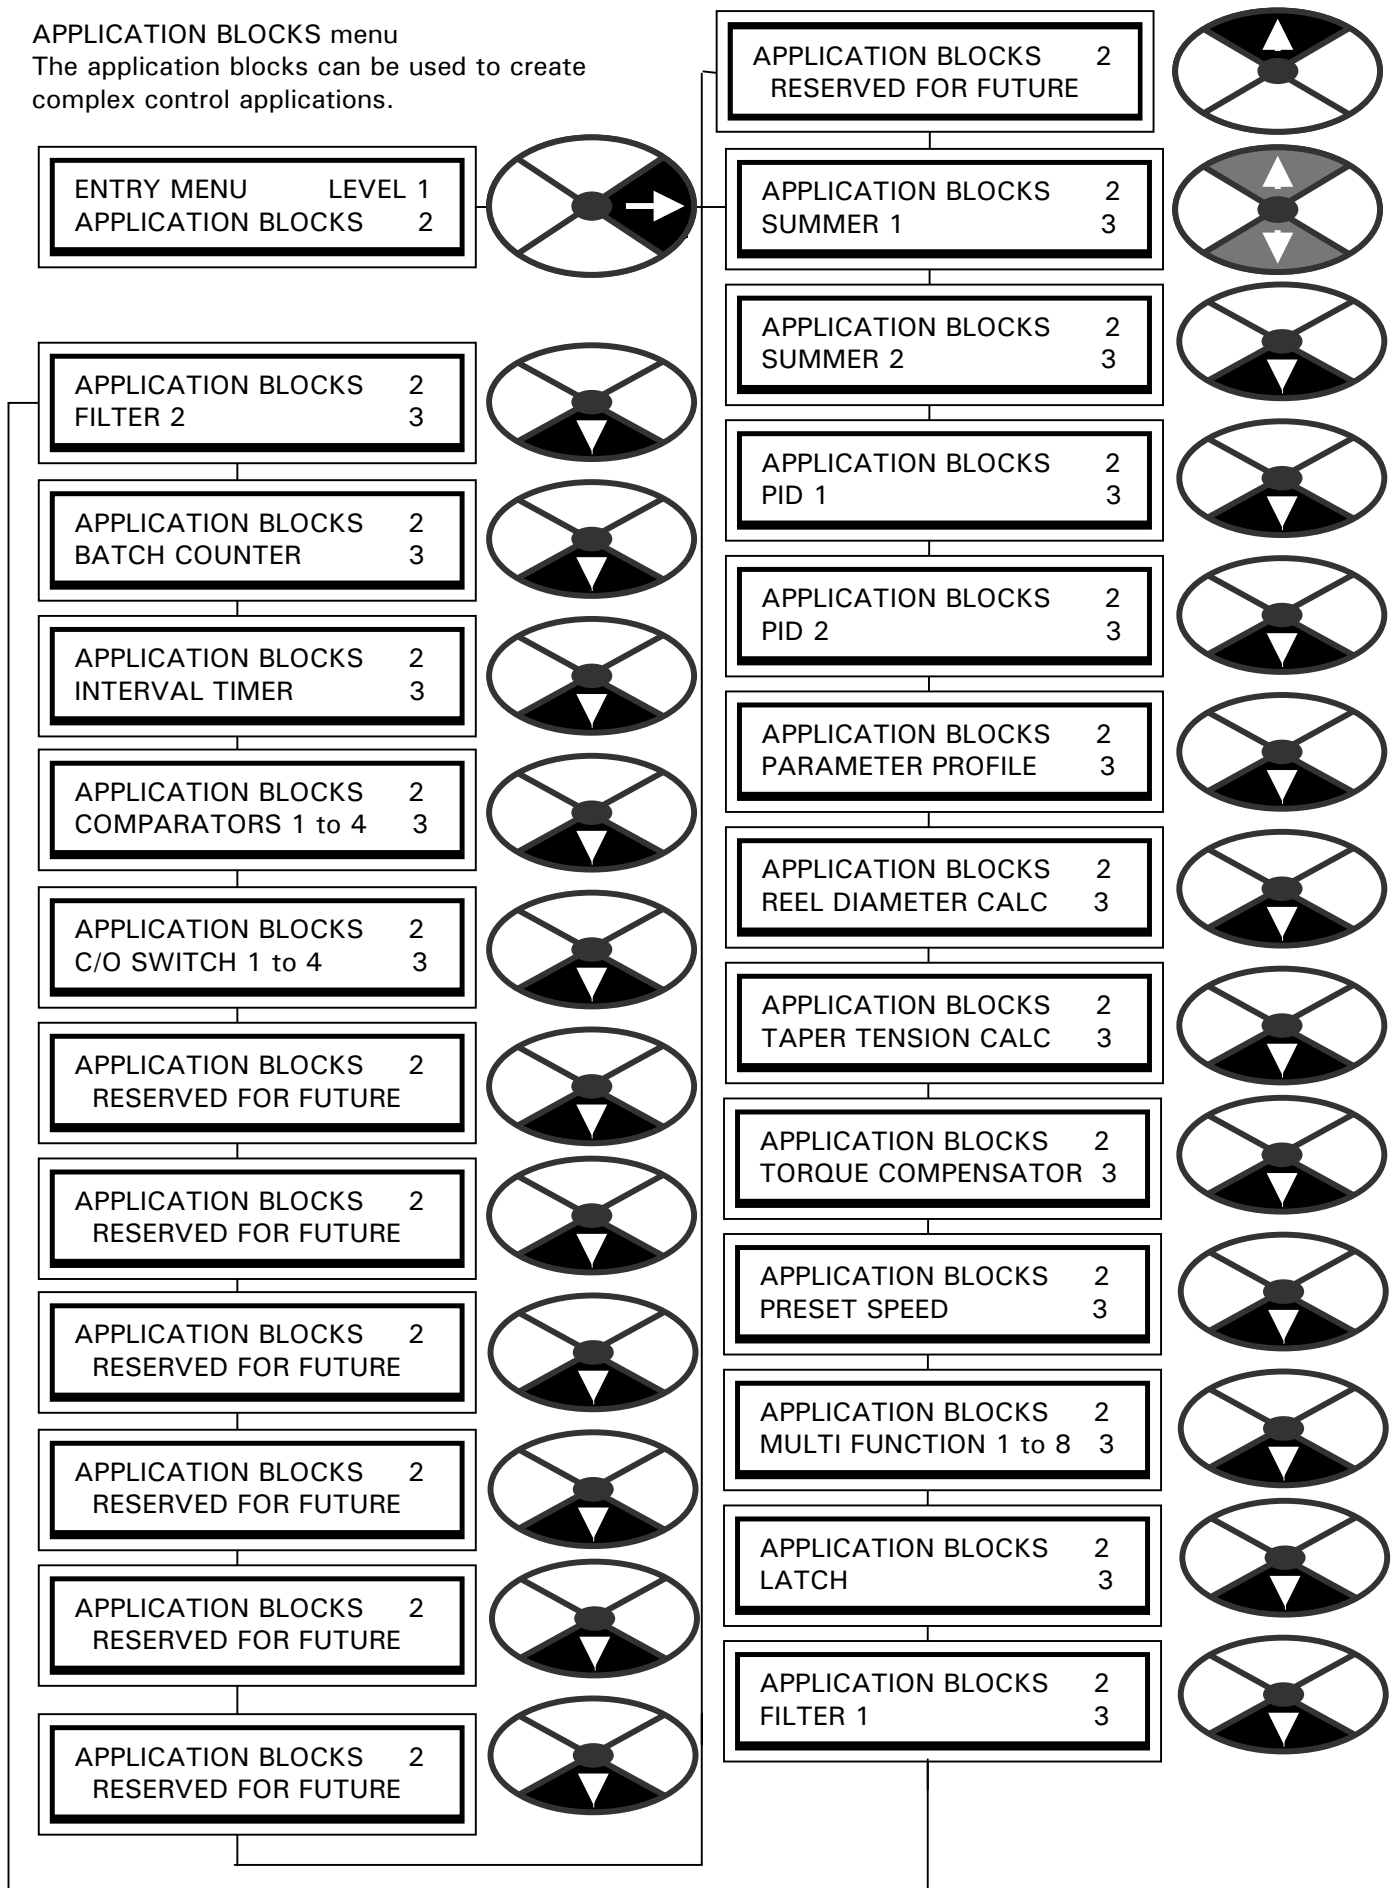 APPLICATION BLOCKS menu
The application blocks can be used to create
complex control applications.
ENTRY MENU LEVEL 1
APPLICATION BLOCKS 2
APPLICATION BLOCKS 2
FILTER 2 3
APPLICATION BLOCKS 2
BATCH COUNTER 3
APPLICATION BLOCKS 2
INTERVAL TIMER 3
APPLICATION BLOCKS 2
COMPARATORS 1 to 4 3
APPLICATION BLOCKS 2
C/O SWITCH 1 to 4 3
APPLICATION BLOCKS 2
RESERVED FOR FUTURE
APPLICATION BLOCKS 2
RESERVED FOR FUTURE
APPLICATION BLOCKS 2
RESERVED FOR FUTURE
APPLICATION BLOCKS 2
RESERVED FOR FUTURE
APPLICATION BLOCKS 2
RESERVED FOR FUTURE
APPLICATION BLOCKS 2
RESERVED FOR FUTURE
APPLICATION BLOCKS 2
RESERVED FOR FUTURE
APPLICATION BLOCKS 2
SUMMER 1 3
APPLICATION BLOCKS 2
SUMMER 2 3
APPLICATION BLOCKS 2
PID 1 3
APPLICATION BLOCKS 2
PID 2 3
APPLICATION BLOCKS 2
PARAMETER PROFILE 3
APPLICATION BLOCKS 2
REEL DIAMETER CALC 3
APPLICATION BLOCKS 2
TAPER TENSION CALC 3
APPLICATION BLOCKS 2
TORQUE COMPENSATOR 3
APPLICATION BLOCKS 2
PRESET SPEED 3
APPLICATION BLOCKS 2
MULTI FUNCTION 1 to 8 3
APPLICATION BLOCKS 2
LATCH 3
APPLICATION BLOCKS 2
FILTER 1 3